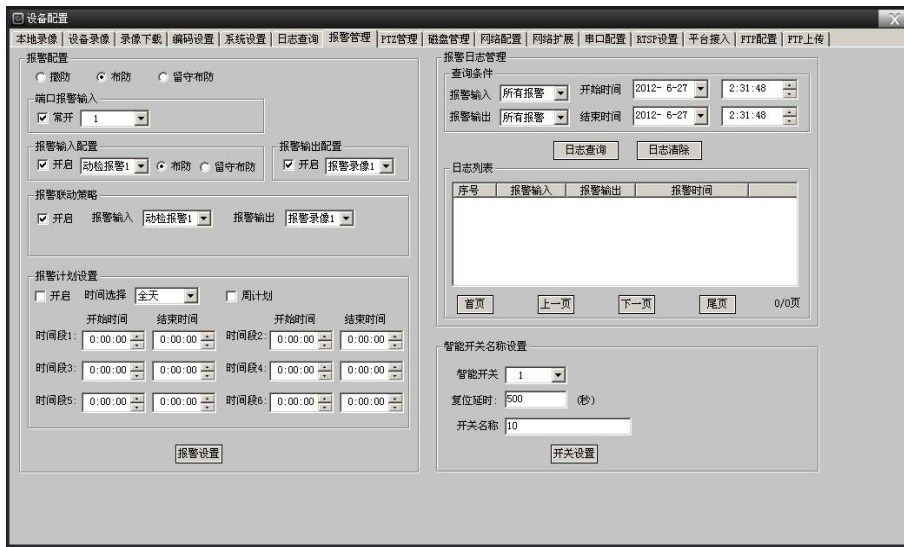 设备配置
本地录像 设备录像 录像下载 编码设置 系统设置 日志查询 报警管理 PTZ管理 磁盘管理 网络配置 网络扩展 串口配置 RTSP设置 平台接入 FTP配置 FTP上传
报警配置
撤防 布防 留守布防
端口报警输入
常开 1
报警输入配置
开启 动检报警1 布防 留守布防
报警输出配置
开启 报警录像1
报警联动策略
开启 报警输入 动检报警1 报警输出 报警录像1
报警计划设置
开启 时间选择 全天 周计划
开始时间 结束时间 开始时间 结束时间
时间段1: 0:00:00 0:00:00 时间段2: 0:00:00 0:00:00
时间段3: 0:00:00 0:00:00 时间段4: 0:00:00 0:00:00
时间段5: 0:00:00 0:00:00 时间段6: 0:00:00 0:00:00
报警设置
报警日志管理
查询条件
报警输入 所有报警 开始时间 2012- 6-27 2:31:48
报警输出 所有报警 结束时间 2012- 6-27 2:31:48
日志查询 日志清除
日志列表
序号 报警输入 报警输出 报警时间
首页 上一页 下一页 尾页 0/0页
智能开关名称设置
智能开关 1
复位延时: 500 (秒)
开关名称 10
开关设置